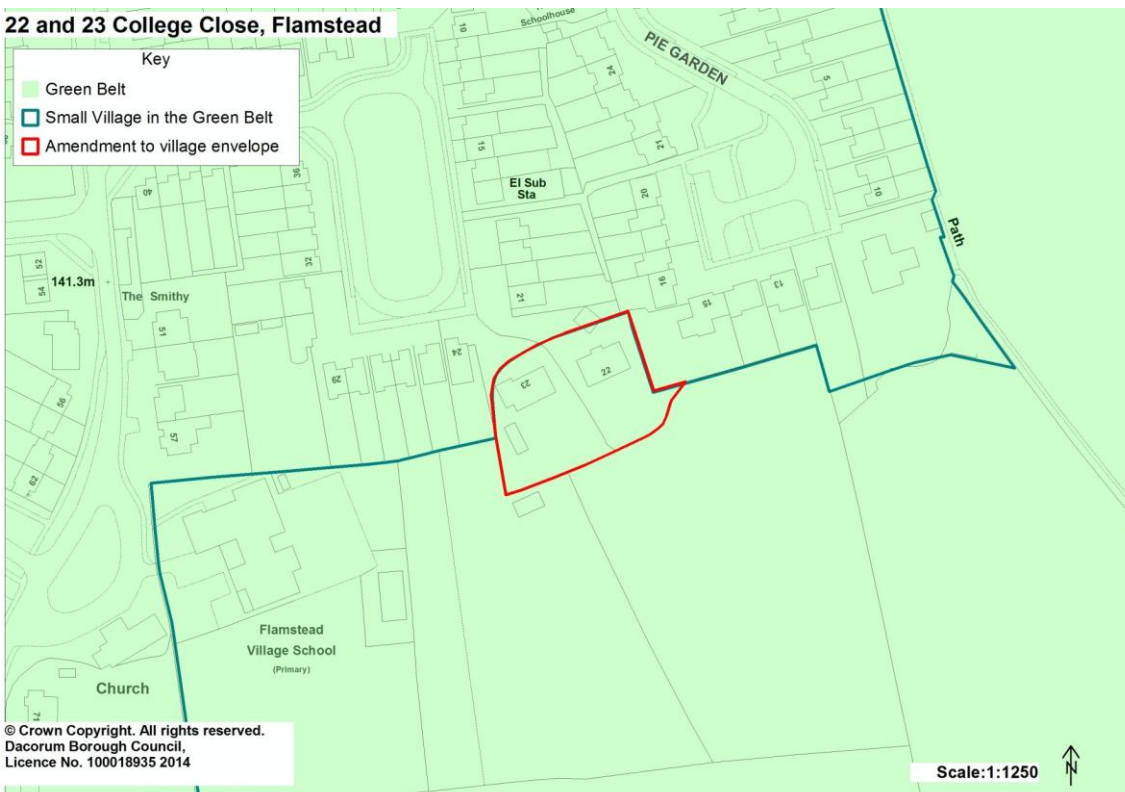 22 and 23 College Close, Flamstead
Key
Green Belt
Small Village in the Green Belt
Amendment to village envelope
Schoolhouse
10
PIE GARDEN
24
5
51
21
El Sub
Sta
36
48
20
10
Path
52
54
141.3m
The Smithy
32
21
16
15
13
51
29
24
23
22
56
57
62
Flamstead
Village School
(Primary)
Church
71
© Crown Copyright. All rights reserved.
Dacorum Borough Council,
Licence No. 100018935 2014
Scale:1:1250
N